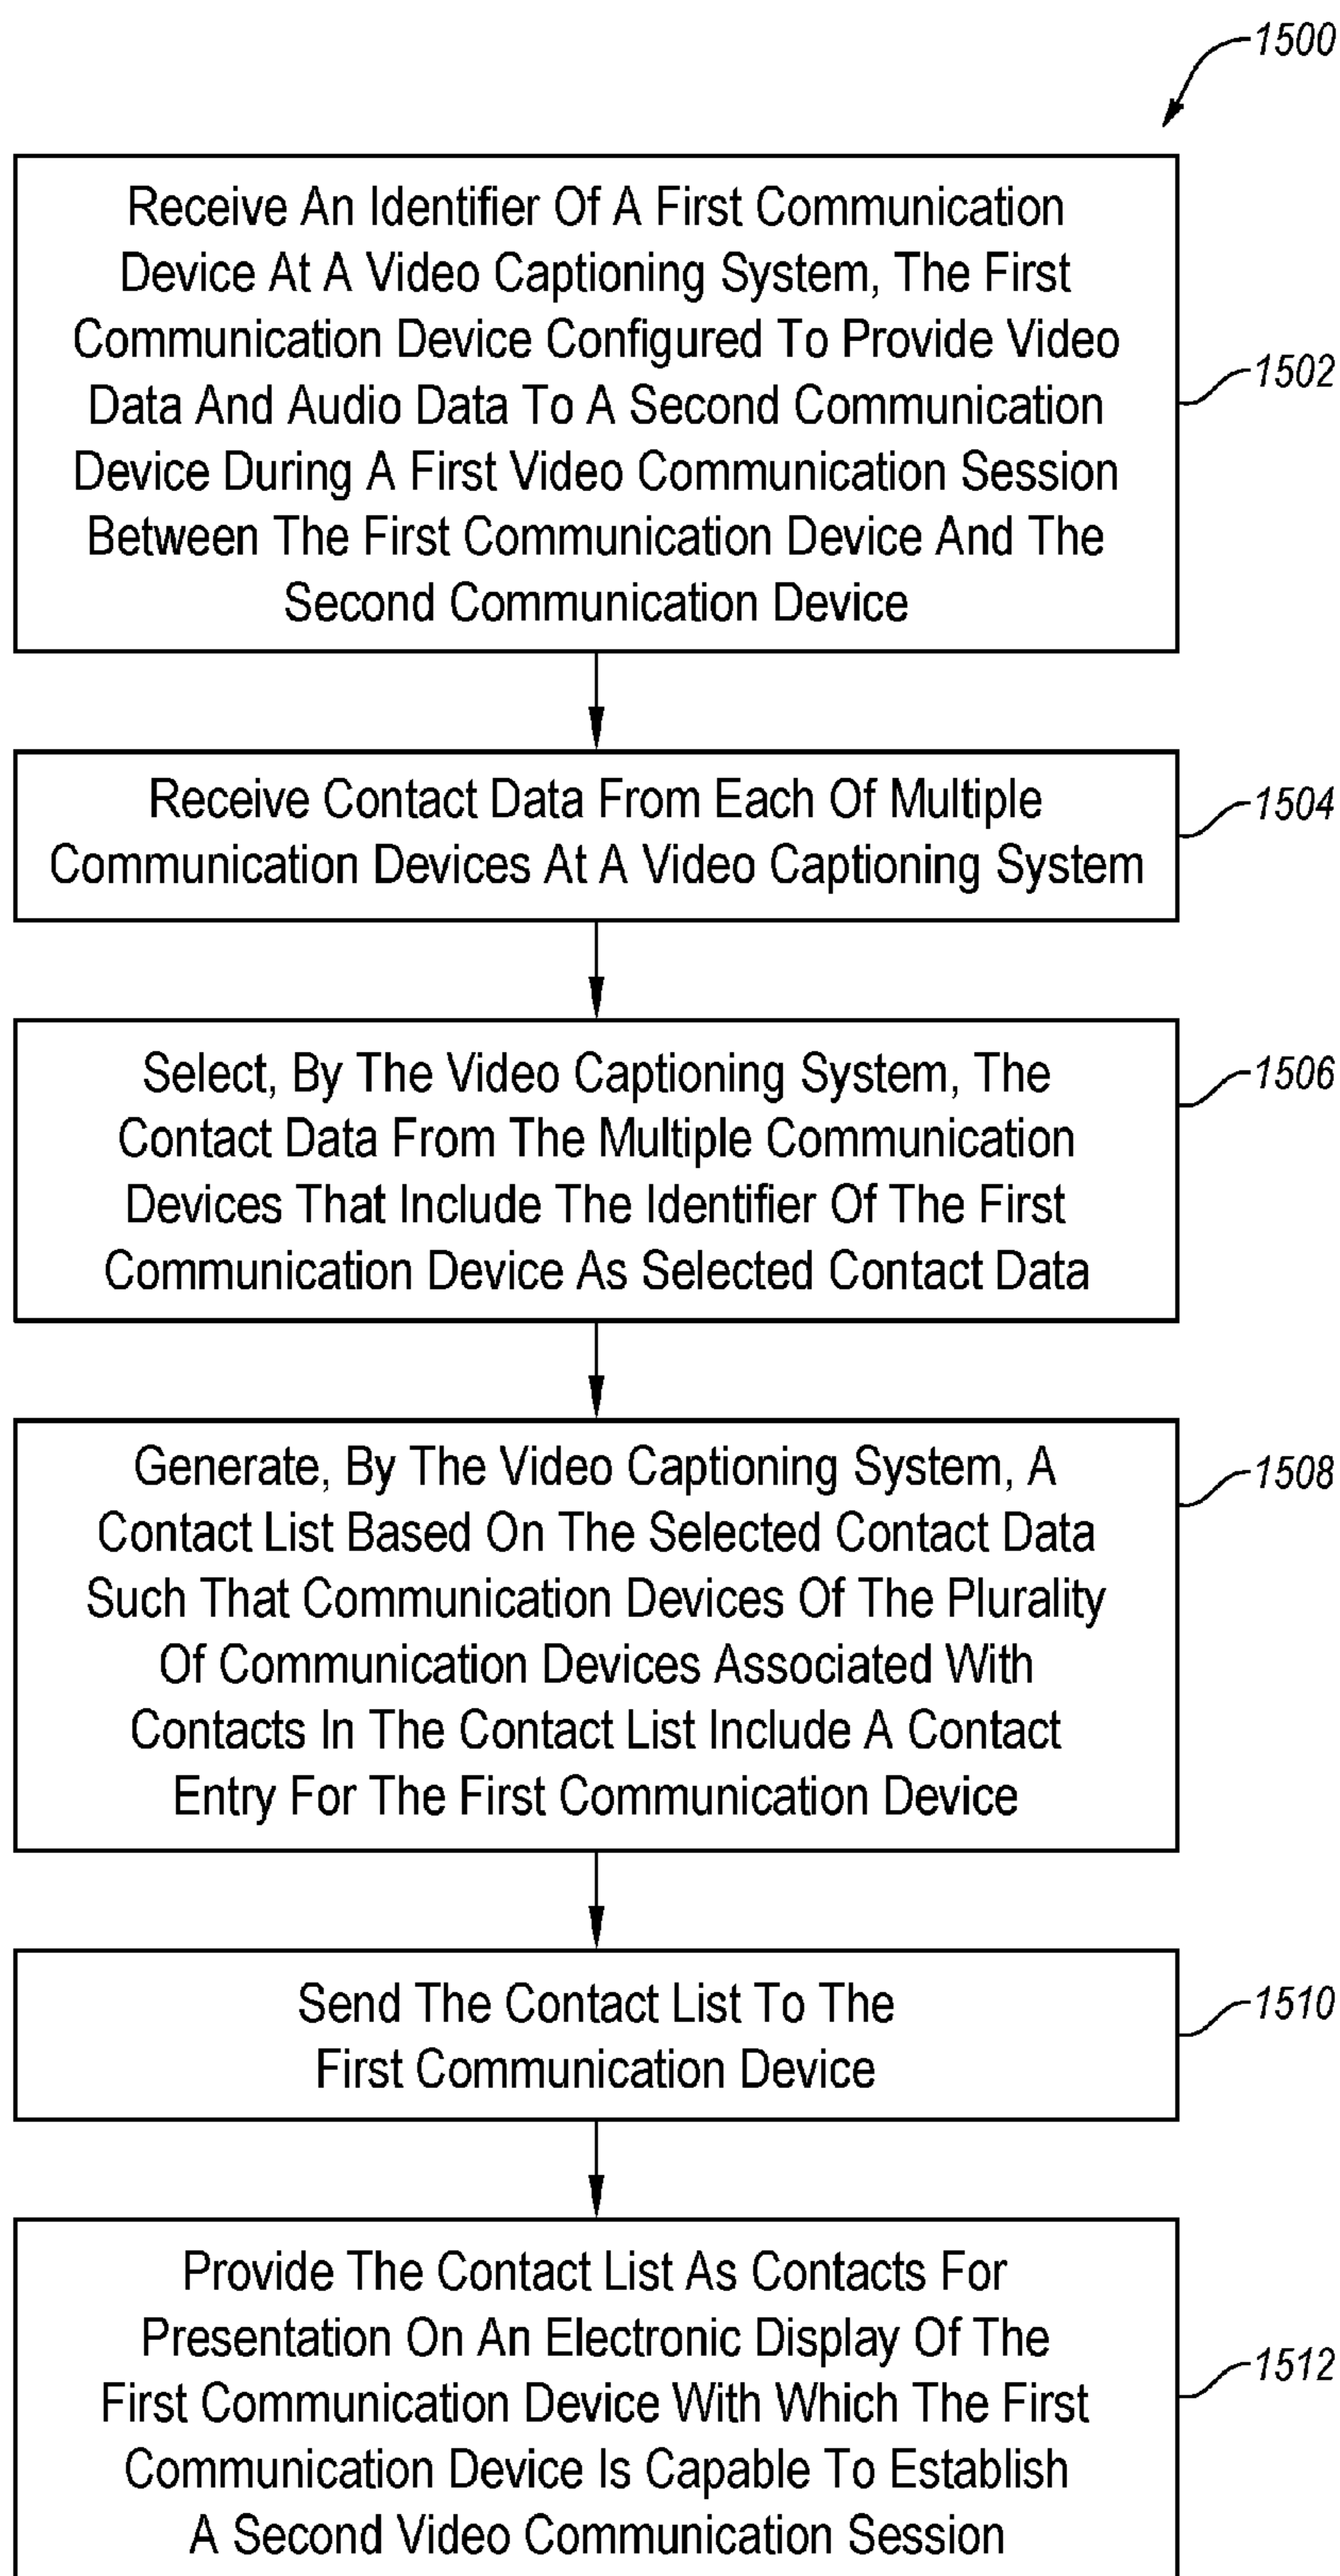 1500
Receive An Identifier Of A First Communication
Device At A Video Captioning System, The First
Communication Device Configured To Provide Video
Data And Audio Data To A Second Communication
Device During A First Video Communication Session
Between The First Communication Device And The
Second Communication Device
1502
Receive Contact Data From Each Of Multiple
Communication Devices At A Video Captioning System
1504
Select, By The Video Captioning System, The
Contact Data From The Multiple Communication
Devices That Include The Identifier Of The First
Communication Device As Selected Contact Data
1506
Generate, By The Video Captioning System, A
Contact List Based On The Selected Contact Data
Such That Communication Devices Of The Plurality
Of Communication Devices Associated With
Contacts In The Contact List Include A Contact
Entry For The First Communication Device
1508
Send The Contact List To The
First Communication Device
1510
Provide The Contact List As Contacts For
Presentation On An Electronic Display Of The
First Communication Device With Which The First
Communication Device Is Capable To Establish
A Second Video Communication Session
1512